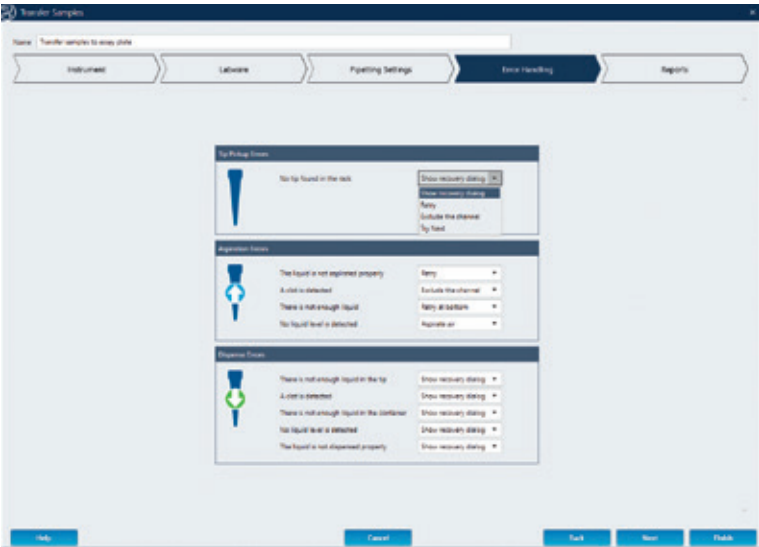 Transfer Samples
Name Transfer samples to assay plate
Instrument Labware Pipetting Settings Error Handling Reports
Tip Pickup Errors
No tip found in the rack Show recovery dialog
Show recovery dialog
Retry
Exclude the channel
Try Next
Aspiration Errors
The liquid is not aspirated properly Retry
A clot is detected Exclude the channel
There is not enough liquid Retry at bottom
No liquid level is detected Aspirate air
Dispense Errors
There is not enough liquid in the tip Show recovery dialog
A clot is detected Show recovery dialog
There is not enough liquid in the container Show recovery dialog
No liquid level is detected Show recovery dialog
The liquid is not dispensed properly Show recovery dialog
Help Cancel Back Next Finish